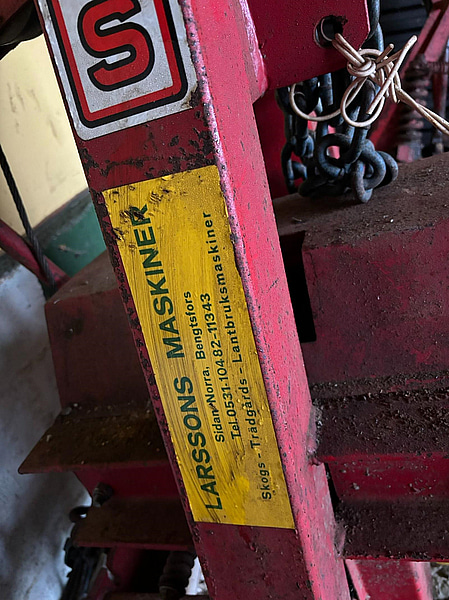 S
LARSSONS MASKINER
Sidan Norra, Bengtsfors
Tel.0531-104 82-113 43
Skogs - Trädgårds - Lantbruksmaskiner